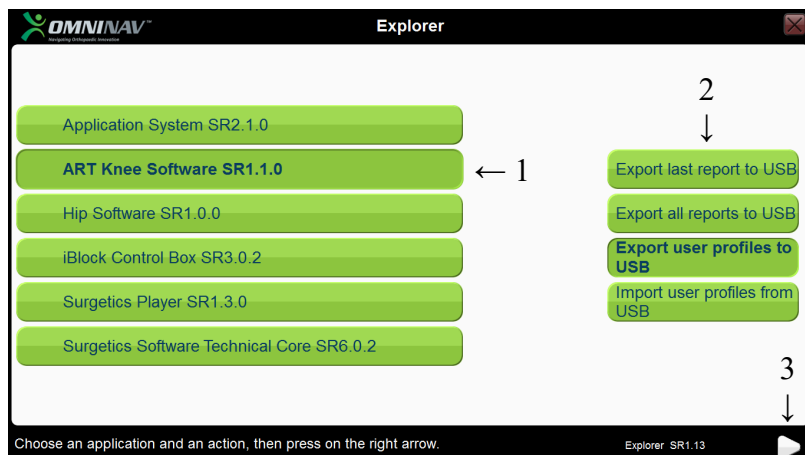 OMNINAV™
Navigating Orthopaedic Innovation
Explorer
Application System SR2.1.0
ART Knee Software SR1.1.0
Hip Software SR1.0.0
iBlock Control Box SR3.0.2
Surgetics Player SR1.3.0
Surgetics Software Technical Core SR6.0.2
← 1
2
↓
Export last report to USB
Export all reports to USB
Export user profiles to
USB
Import user profiles from
USB
3
↓
Choose an application and an action, then press on the right arrow.
Explorer SR1.13